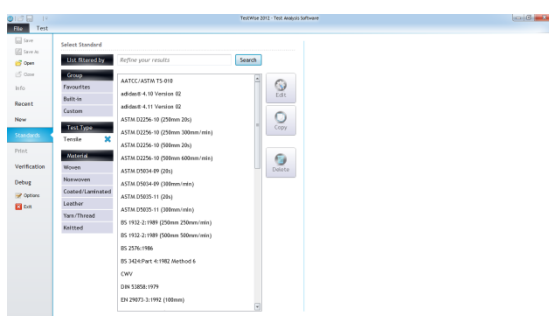 TestWise 2012 - Test Analysis Software
File Test
Save
Save As
Open
Close
Info
Recent
New
Standards
Print
Verification
Debug
Options
Exit
Select Standard
List filtered by
Refine your results
Search
Group
Favourites
Built-in
Custom
Test Type
Tensile
Material
Woven
Nonwoven
Coated/Laminated
Leather
Yarn/Thread
Knitted
AATCC/ASTM TS-010
adidas® 4.10 Version 02
adidas® 4.11 Version 02
ASTM D2256-10 (250mm 20s)
ASTM D2256-10 (250mm 300mm/min)
ASTM D2256-10 (500mm 20s)
ASTM D2256-10 (500mm 600mm/min)
ASTM D5034-09 (20s)
ASTM D5034-09 (300mm/min)
ASTM D5035-11 (20s)
ASTM D5035-11 (300mm/min)
BS 1932-2:1989 (250mm 250mm/min)
BS 1932-2:1989 (500mm 500mm/min)
BS 2576:1986
BS 3424:Part 4:1982 Method 6
CWV
DIN 53858:1979
EN 29073-3:1992 (100mm)
Edit
Copy
Delete